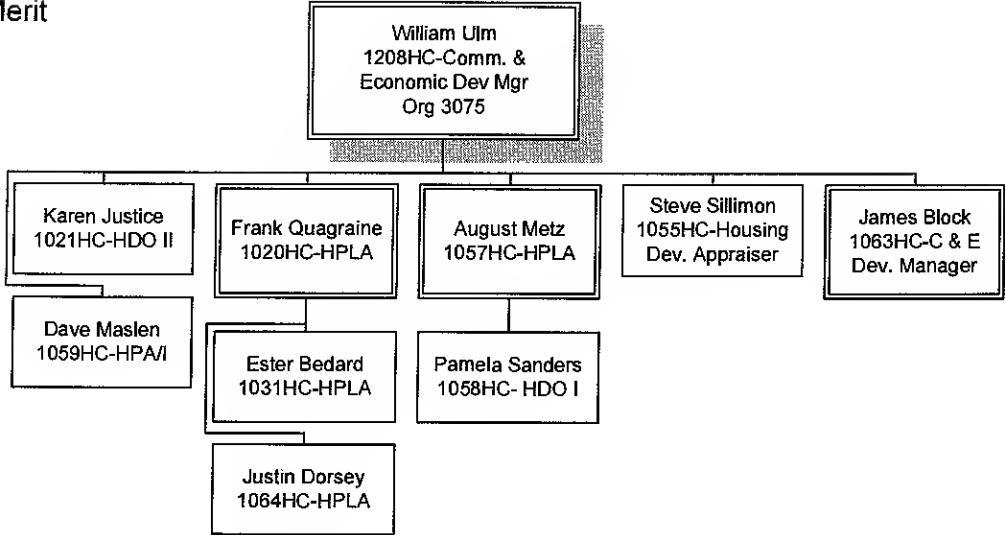 William Ulm
1208HC-Comm. &
Economic Dev Mgr
Org 3075
Karen Justice
1021HC-HDO II
Frank Quagraine
1020HC-HPLA
August Metz
1057HC-HPLA
Steve Sillimon
1055HC-Housing
Dev. Appraiser
James Block
1063HC-C & E
Dev. Manager
Dave Maslen
1059HC-HPA/I
Ester Bedard
1031HC-HPLA
Pamela Sanders
1058HC- HDO I
Justin Dorsey
1064HC-HPLA